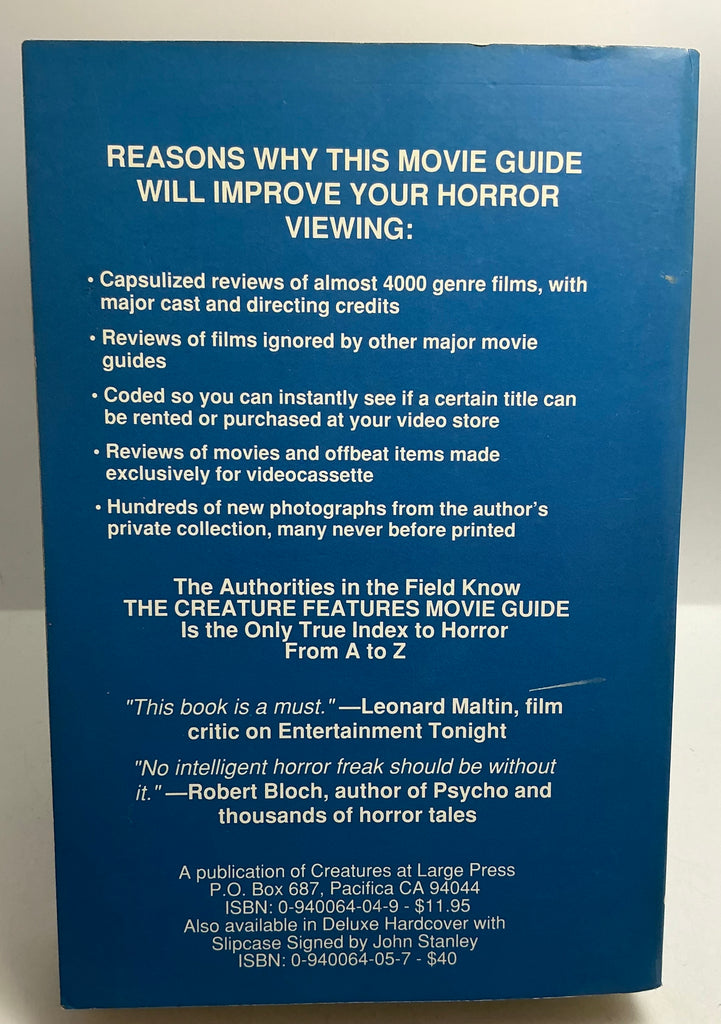 REASONS WHY THIS MOVIE GUIDE
WILL IMPROVE YOUR HORROR
VIEWING:
• Capsulized reviews of almost 4000 genre films, with
major cast and directing credits
• Reviews of films ignored by other major movie
guides
• Coded so you can instantly see if a certain title can
be rented or purchased at your video store
• Reviews of movies and offbeat items made
exclusively for videocassette
• Hundreds of new photographs from the author's
private collection, many never before printed
The Authorities in the Field Know
THE CREATURE FEATURES MOVIE GUIDE
Is the Only True Index to Horror
From A to Z
"This book is a must."—Leonard Maltin, film
critic on Entertainment Tonight
"No intelligent horror freak should be without
it."—Robert Bloch, author of Psycho and
thousands of horror tales
A publication of Creatures at Large Press
P.O. Box 687, Pacifica CA 94044
ISBN: 0-940064-04-9 - $11.95
Also available in Deluxe Hardcover with
Slipcase Signed by John Stanley
ISBN: 0-940064-05-7 - $40